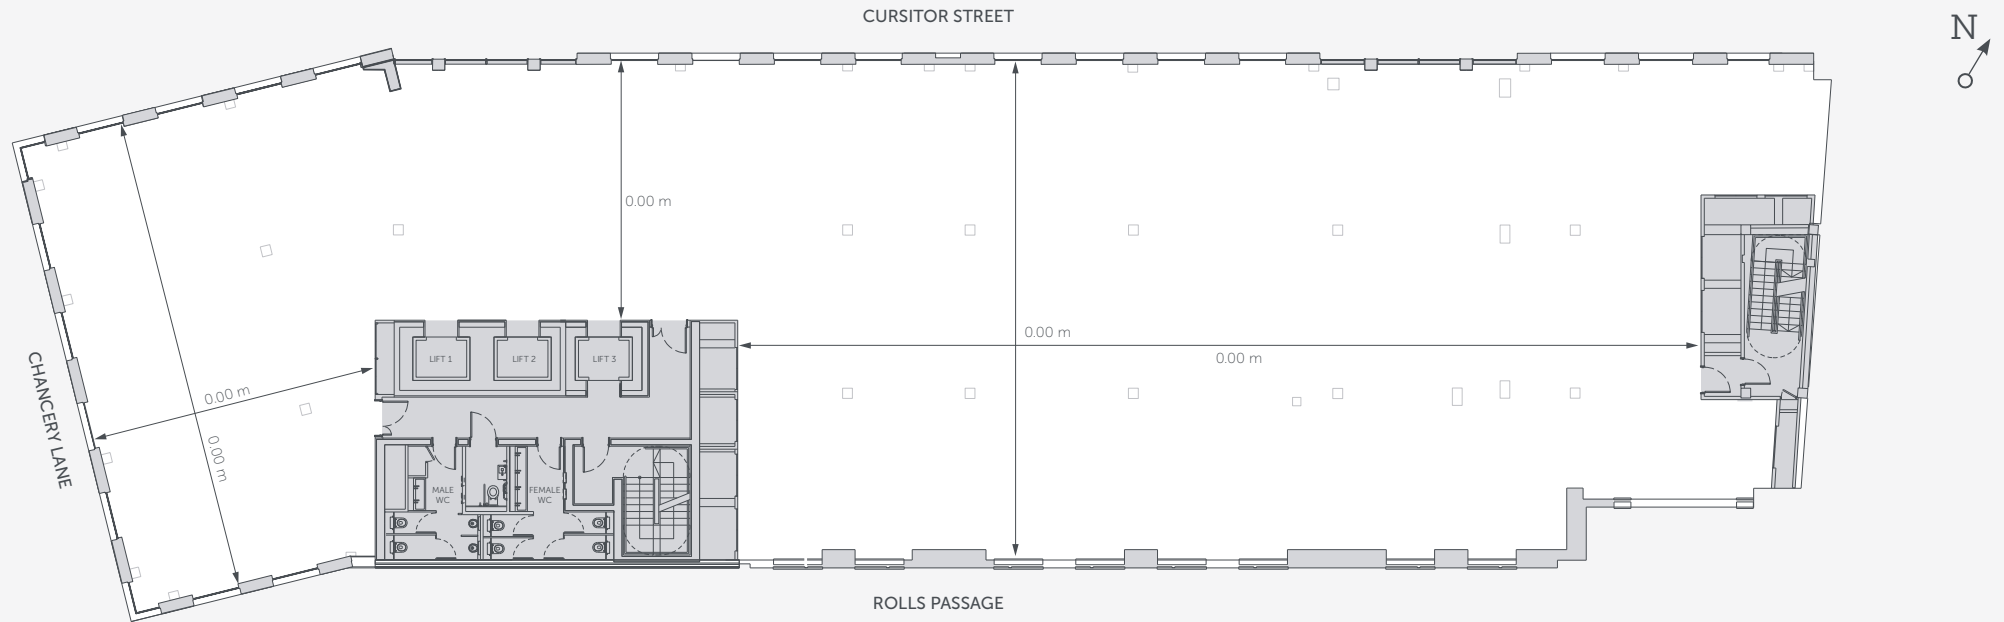 CURSITOR STREET
N
0.00 m
0.00 m
0.00 m
LIFT 1
LIFT 2
LIFT 3
CHANCERY LANE
0.00 m
0.00 m
MALE
WC
FEMALE
WC
ROLLS PASSAGE